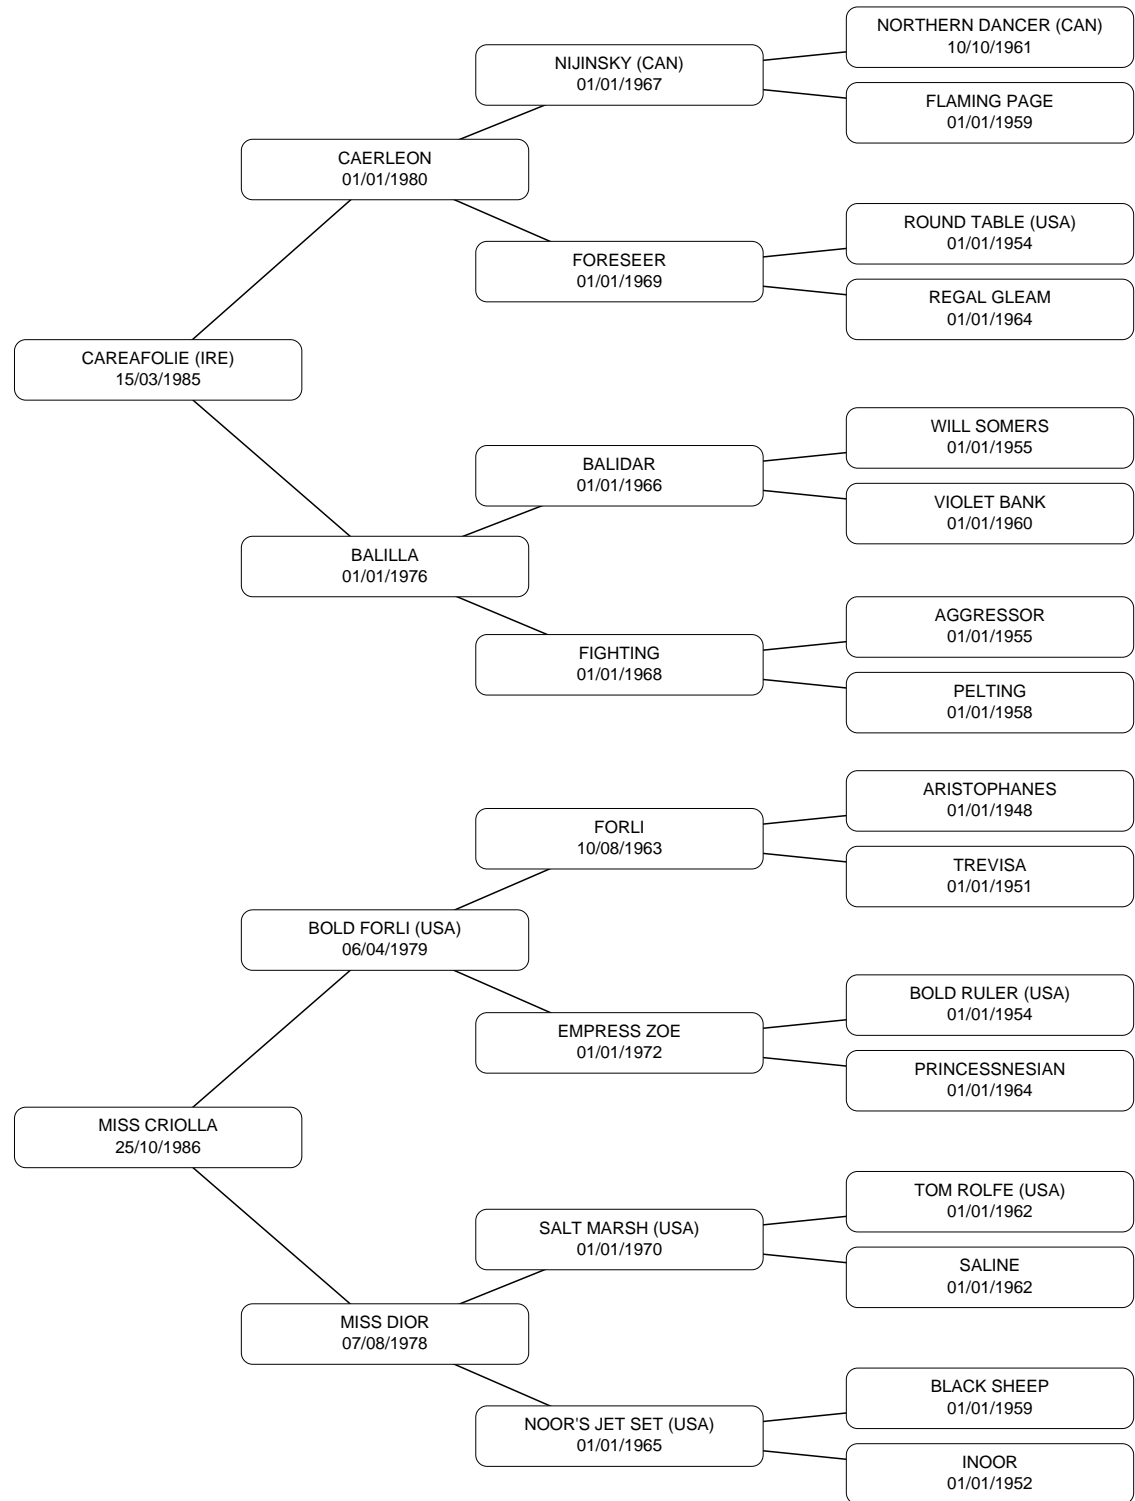 NORTHERN DANCER (CAN)
10/10/1961
NIJINSKY (CAN)
01/01/1967
FLAMING PAGE
01/01/1959
CAERLEON
01/01/1980
ROUND TABLE (USA)
01/01/1954
FORESEER
01/01/1969
REGAL GLEAM
01/01/1964
CAREAFOLIE (IRE)
15/03/1985
WILL SOMERS
01/01/1955
BALIDAR
01/01/1966
VIOLET BANK
01/01/1960
BALILLA
01/01/1976
AGGRESSOR
01/01/1955
FIGHTING
01/01/1968
PELTING
01/01/1958
ARISTOPHANES
01/01/1948
FORLI
10/08/1963
TREVISA
01/01/1951
BOLD FORLI (USA)
06/04/1979
BOLD RULER (USA)
01/01/1954
EMPRESS ZOE
01/01/1972
PRINCESSNESIAN
01/01/1964
MISS CRIOLLA
25/10/1986
TOM ROLFE (USA)
01/01/1962
SALT MARSH (USA)
01/01/1970
SALINE
01/01/1962
MISS DIOR
07/08/1978
BLACK SHEEP
01/01/1959
NOOR'S JET SET (USA)
01/01/1965
INOOR
01/01/1952